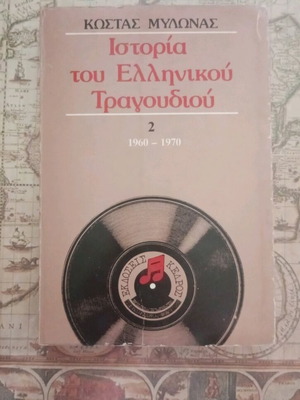 ΚΩΣΤΑΣ ΜΥΛΩΝΑΣ
Ιστορία
του Ελληνικού
Τραγουδιού
2
1960 – 1970
ΕΚΔΟΣΕΙΣ
ΚΕΔΡΟΣ